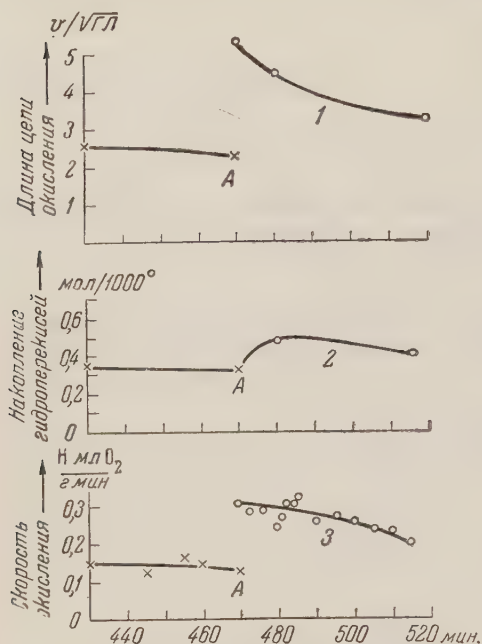 v/√ГП
Длина цепи
окисления
5
4
3
2
1
1
А
мол/1000°
Накопление
гидроперекисей
0,6
0,4
0,2
0
2
А
Н мл O2
г мин
Скорость
окисления
0,3
0,2
0,1
0
3
А
440 460 480 500 520 мин.